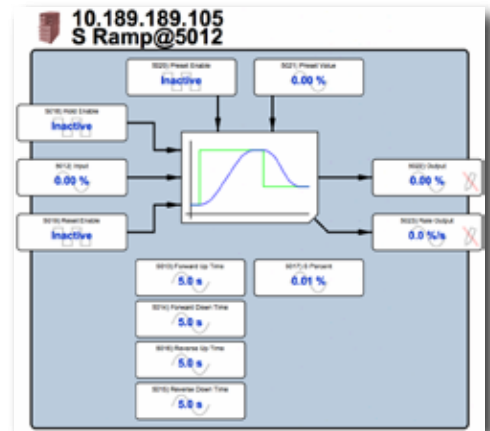 10.189.189.105
S Ramp@5012
5020) Preset Enable
Inactive
5021) Preset Value
0.00 %
5018) Hold Enable
Inactive
5012) Input
0.00 %
5019) Reset Enable
Inactive
5022) Output
0.00 %
5023) Rate Output
0.0 %/s
5013) Forward Up Time
5.0 s
5017) S Percent
0.01 %
5014) Forward Down Time
5.0 s
5016) Reverse Up Time
5.0 s
5015) Reverse Down Time
5.0 s